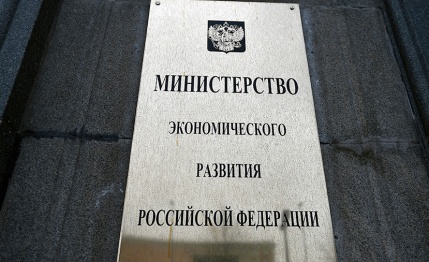 МИНИСТЕРСТВО
ЭКОНОМИЧЕСКОГО
РАЗВИТИЯ
РОССИЙСКОЙ ФЕДЕРАЦИИ